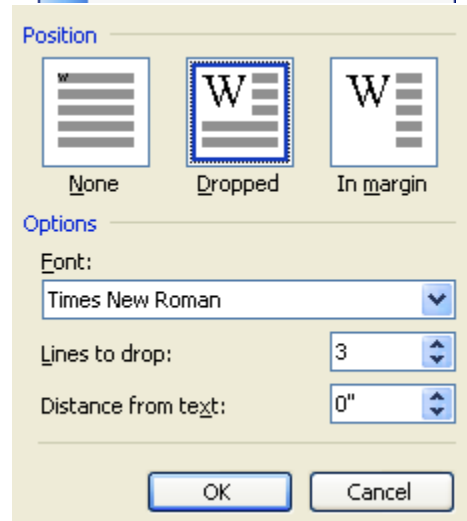 Position
W W W
None Dropped In margin
Options
Font:
Times New Roman
Lines to drop: 3
Distance from text: 0"
OK Cancel